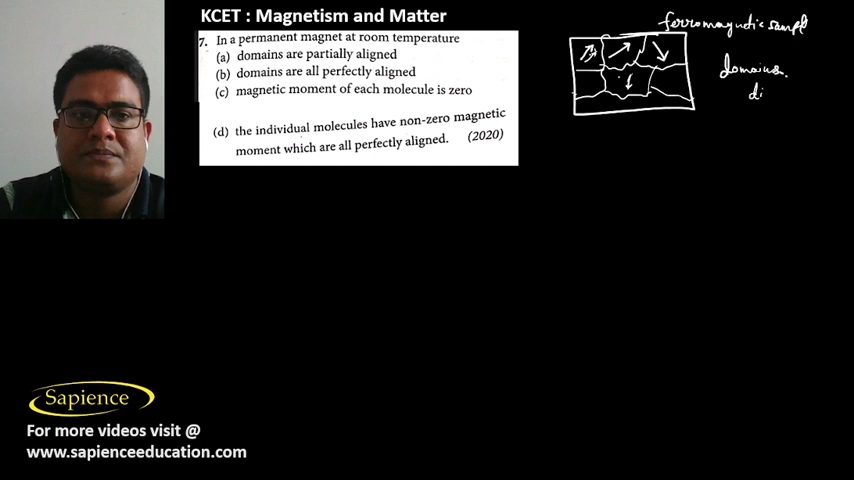 KCET : Magnetism and Matter
7. In a permanent magnet at room temperature
(a) domains are partially aligned
(b) domains are all perfectly aligned
(c) magnetic moment of each molecule is zero
(d) the individual molecules have non-zero magnetic
moment which are all perfectly aligned. (2020)
ferromagnetic sampl
domains.
di
Sapience
For more videos visit @
www.sapienceeducation.com